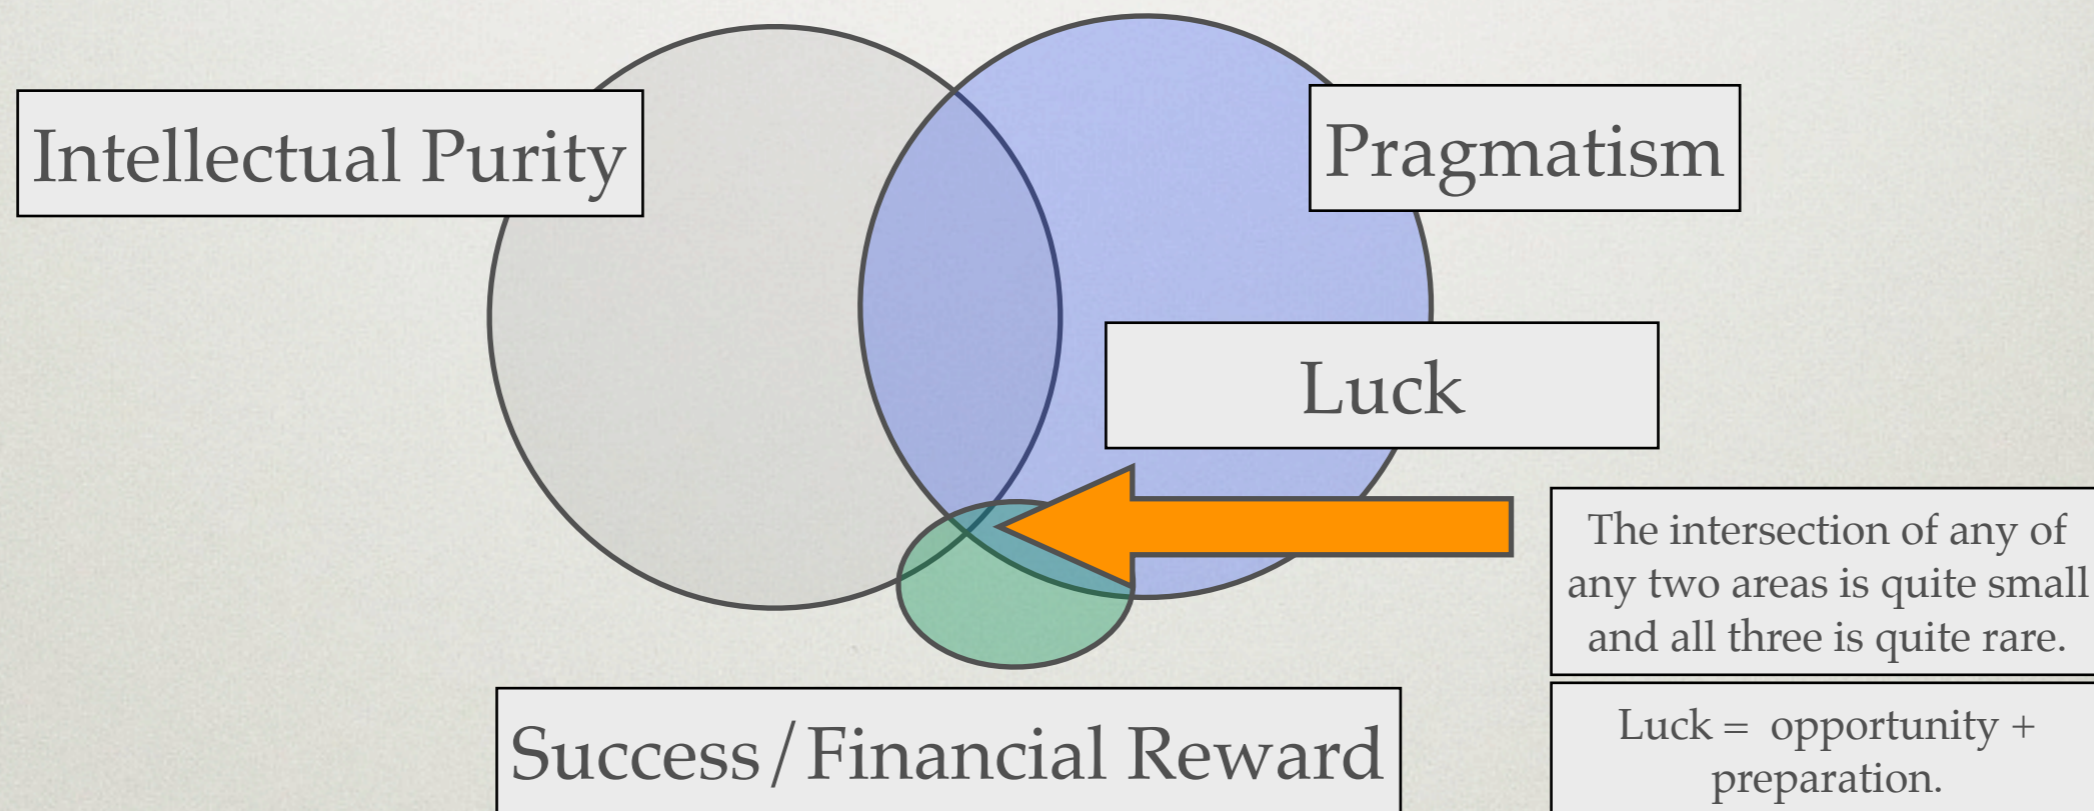 Intellectual Purity
Pragmatism
Luck
The intersection of any of
any two areas is quite small
and all three is quite rare.
Success/Financial Reward
Luck = opportunity +
preparation.